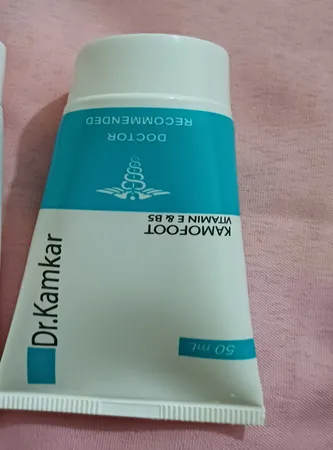 DOCTOR
RECOMMENDED
KAMOFOOT
VITAMIN E & B5
Dr.Kamkar
50 mL